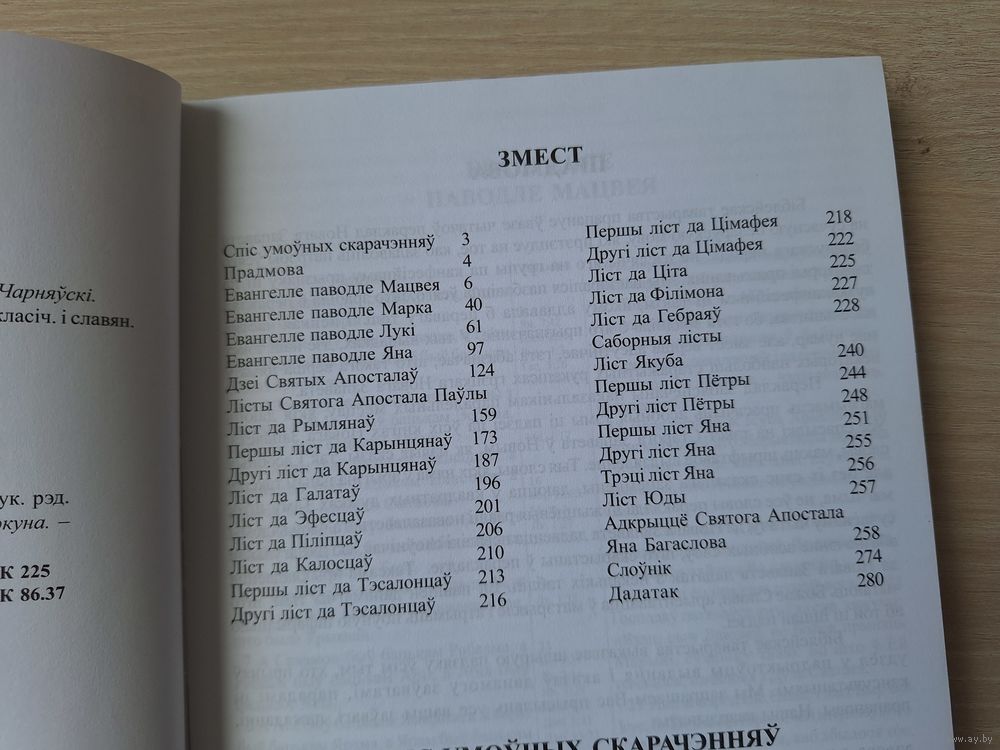 Чарняўскі.
класіч. і славян.
ук. рэд.
окуна. –
К 225
К 86.37
ЗМЕСТ
Спіс умоўных скарачэнняў 3
Прадмова 4
Евангелле паводле Мацвея 6
Евангелле паводле Марка 40
Евангелле паводле Лукі 61
Евангелле паводле Яна 97
Дзеі Святых Апосталаў 124
Лісты Святога Апостала Паўлы
Ліст да Рымлянаў 159
Першы ліст да Карынцянаў 173
Другі ліст да Карынцянаў 187
Ліст да Галатаў 196
Ліст да Эфесцаў 201
Ліст да Піліпцаў 206
Ліст да Калосцаў 210
Першы ліст да Тэсалонцаў 213
Другі ліст да Тэсалонцаў 216
Першы ліст да Цімафея 218
Другі ліст да Цімафея 222
Ліст да Ціта 225
Ліст да Філімона 227
Ліст да Гебраяў 228
Саборныя лісты
Ліст Якуба 240
Першы ліст Пётры 244
Другі ліст Пётры 248
Першы ліст Яна 251
Другі ліст Яна 255
Трэці ліст Яна 256
Ліст Юды 257
Адкрыццё Святога Апостала
Яна Багаслова 258
Слоўнік 274
Дадатак 280
УМОЎНЫХ СКАРАЧЭННЯЎ
www.ay.by